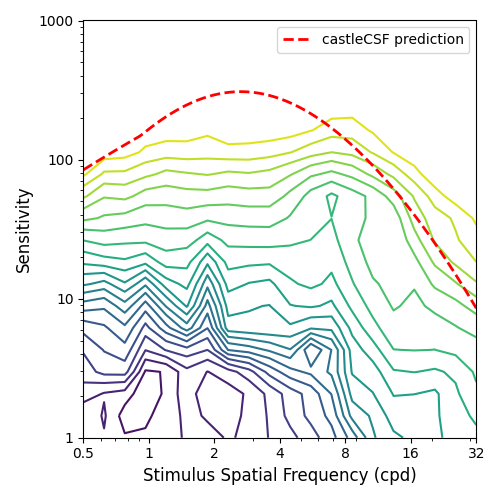 1000
castleCSF prediction
100
Sensitivity
10
1
0.5 1 2 4 8 16 32
Stimulus Spatial Frequency (cpd)